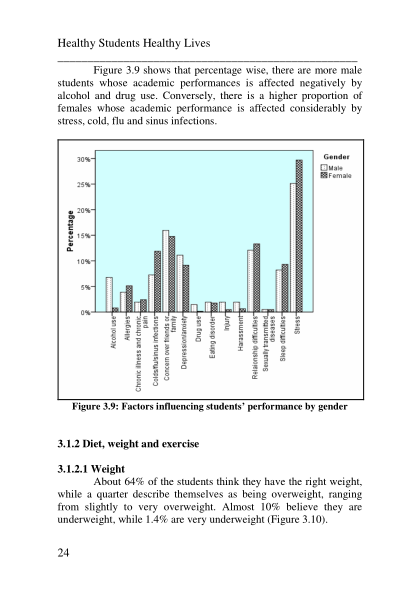 Healthy Students Healthy Lives
Figure 3.9 shows that percentage wise, there are more male
students whose academic performances is affected negatively by
alcohol and drug use. Conversely, there is a higher proportion of
females whose academic performance is affected considerably by
stress, cold, flu and sinus infections.
Gender
Male
Female
Percentage
30%
25%
20%
15%
10%
5%
0%
Alcohol use
Allergies
Chronic illness and chronic
pain
Colds/flu/sinus infections
Concern over friends or
family
Depression/anxiety
Drug use
Eating disorder
Injury
Harassment
Relationship difficulties
Sexually transmitted
diseases
Sleep difficulties
Stress
Figure 3.9: Factors influencing students' performance by gender
3.1.2 Diet, weight and exercise
3.1.2.1 Weight
About 64% of the students think they have the right weight,
while a quarter describe themselves as being overweight, ranging
from slightly to very overweight. Almost 10% believe they are
underweight, while 1.4% are very underweight (Figure 3.10).
24